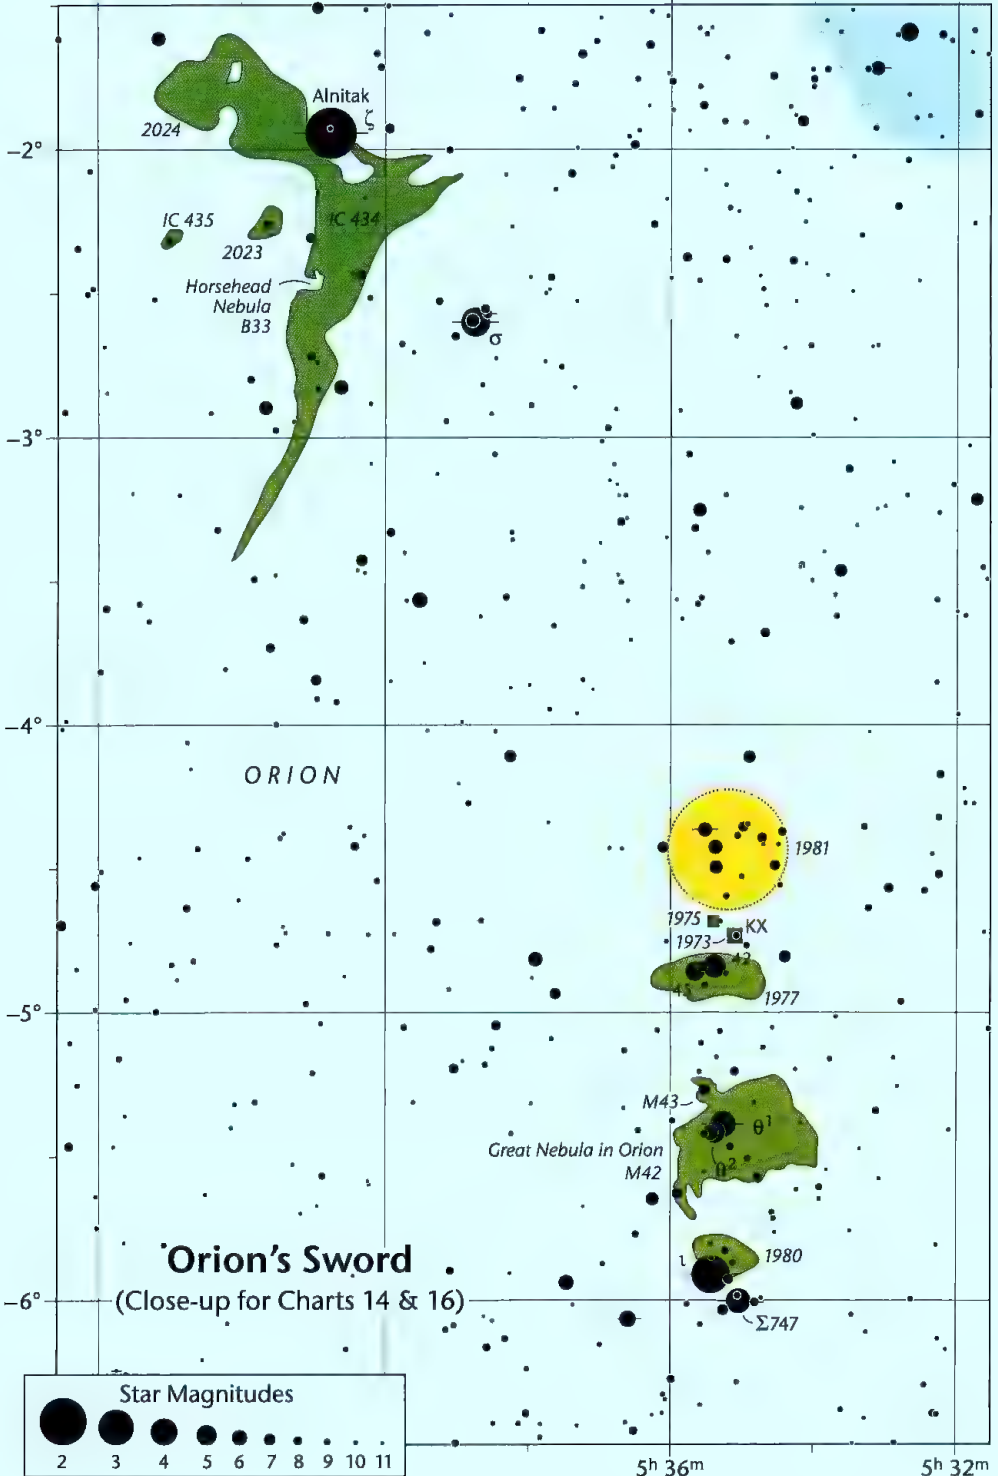 Alnitak
ζ
2024
−2°
IC 434
IC 435
2023
Horsehead
Nebula
B33
σ
−3°
−4°
ORION
1981
1975
KX
1973
42
45
1977
−5°
M43
θ¹
Great Nebula in Orion
M42
θ²
ι
1980
Orion's Sword
(Close-up for Charts 14 & 16)
−6°
Σ747
Star Magnitudes
2 3 4 5 6 7 8 9 10 11
5ʰ 36ᵐ
5ʰ 32ᵐ